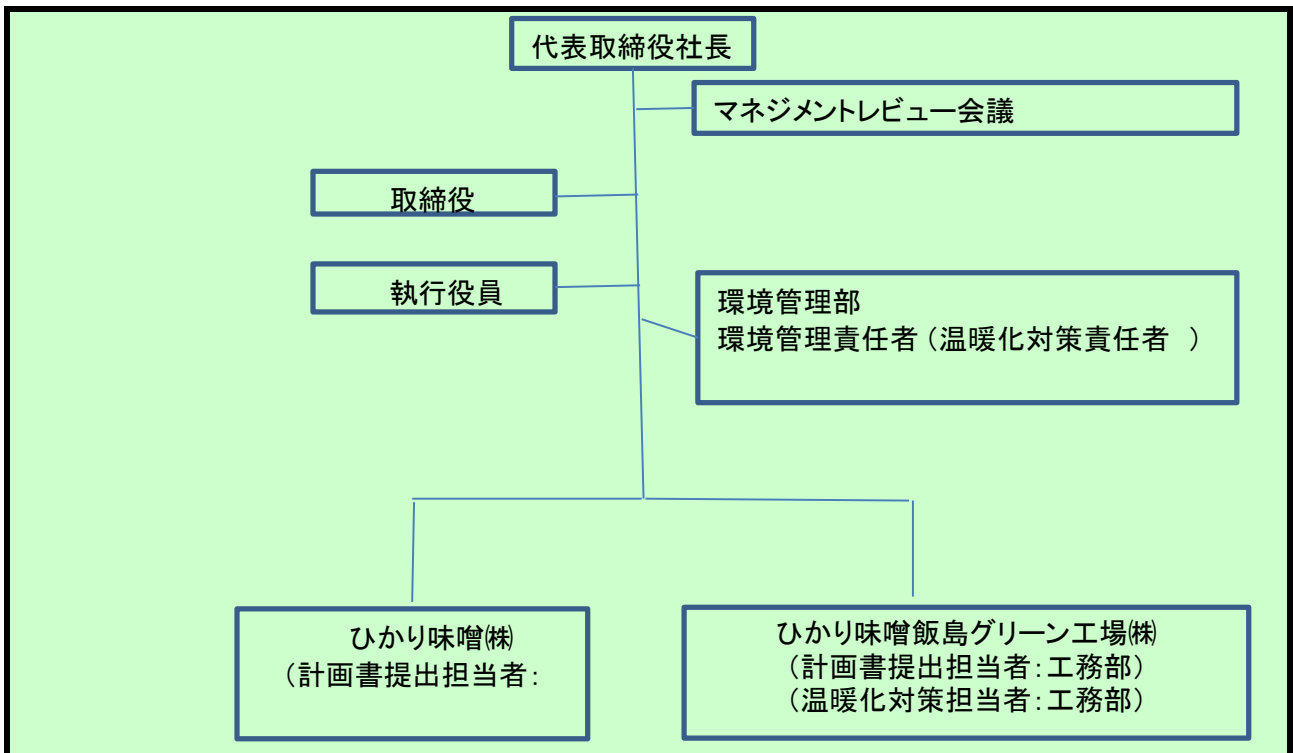 代表取締役社長
マネジメントレビュー会議
取締役
執行役員
環境管理部
環境管理責任者（温暖化対策責任者　）
ひかり味噌㈱
（計画書提出担当者：
ひかり味噌飯島グリーン工場㈱
（計画書提出担当者：工務部）
（温暖化対策担当者：工務部）